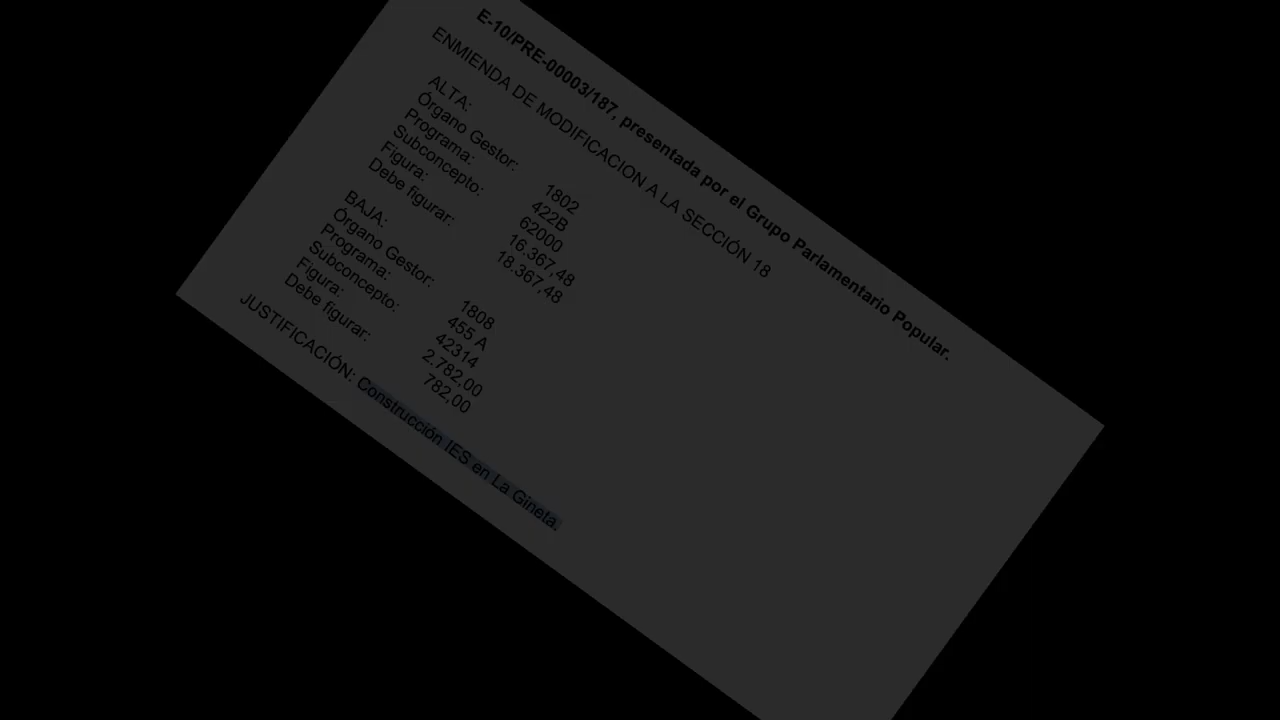 E-10/PRE-00003/187, presentada por el Grupo Parlamentario Popular.
ENMIENDA DE MODIFICACION A LA SECCIÓN 18
ALTA:
Órgano Gestor: 1802
Programa: 422B
Subconcepto: 62000
Figura: 16.367,48
Debe figurar: 18.367,48
BAJA:
Órgano Gestor: 1808
Programa: 455 A
Subconcepto: 42314
Figura: 2.782,00
Debe figurar: 782,00
JUSTIFICACIÓN: Construcción IES en La Gineta.